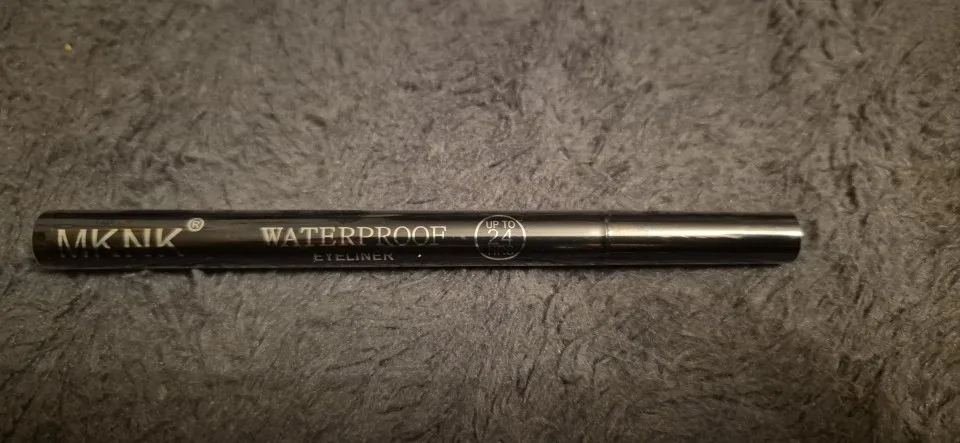 MKNK®
WATERPROOF
EYELINER
UP TO
24